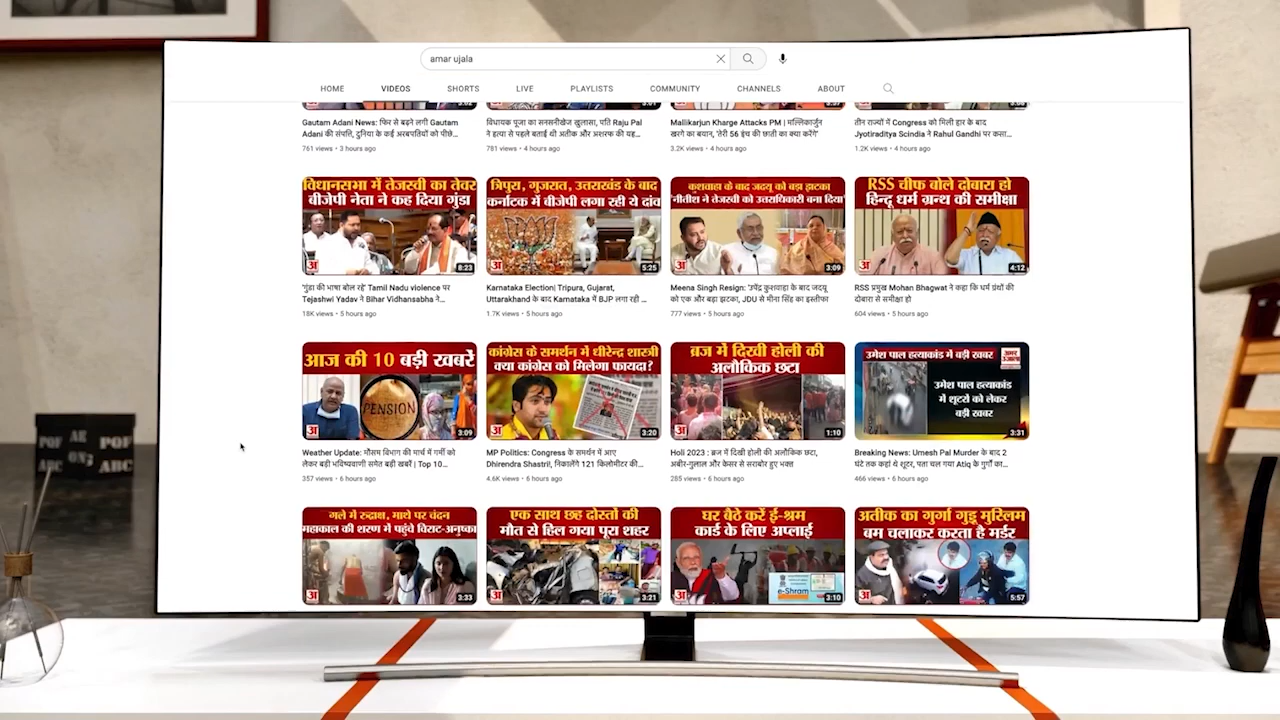 amar ujala
HOME VIDEOS SHORTS LIVE PLAYLISTS COMMUNITY CHANNELS ABOUT
Gautam Adani News: फिर से बढ़ने लगी Gautam
Adani की संपत्ति, दुनिया के कई अरबपतियों को पीछे...
761 views • 3 hours ago
विधायक पूजा का सनसनीखेज खुलासा, पति Raju Pal
ने हत्या से पहले बताई थी अतीक और अशरफ की यह...
781 views • 4 hours ago
Mallikarjun Kharge Attacks PM | मल्लिकार्जुन
खरगे का बयान, 'तेरी 56 इंच की छाती का क्या करेंगे'
3.2K views • 4 hours ago
तीन राज्यों में Congress को मिली हार के बाद
Jyotiraditya Scindia ने Rahul Gandhi पर कसा...
1.2K views • 4 hours ago
विधानसभा में तेजस्वी का तेवर
बीजेपी नेता ने कह दिया गुंडा
अ
8:23
'गुंडा की भाषा बोल रहे' Tamil Nadu violence पर
Tejashwi Yadav ने Bihar Vidhansabha ने...
18K views • 5 hours ago
त्रिपुरा, गुजरात, उत्तराखंड के बाद
कर्नाटक में बीजेपी लगा रही ये दांव
अ
5:25
Karnataka Election| Tripura, Gujarat,
Uttarakhand के बाद Karnataka में BJP लगा रही ...
1.7K views • 5 hours ago
कुशवाहा के बाद जदयू को बड़ा झटका
'नीतीश ने तेजस्वी को उत्तराधिकारी बना दिया'
अ
3:09
Meena Singh Resign: 'उपेंद्र कुशवाहा के बाद जदयू
को एक और बड़ा झटका, JDU से मीना सिंह का इस्तीफा
777 views • 5 hours ago
RSS चीफ बोले दोबारा हो
हिन्दू धर्म ग्रन्थ की समीक्षा
अ
4:12
RSS प्रमुख Mohan Bhagwat ने कहा कि धर्म ग्रंथों की
दोबारा से समीक्षा हो
604 views • 5 hours ago
आज की 10 बड़ी खबरें
PENSION
अ
3:09
Weather Update: मौसम विभाग की मार्च में गर्मी को
लेकर बड़ी भविष्यवाणी समेत बड़ी खबरें | Top 10...
357 views • 6 hours ago
कांग्रेस के समर्थन में धीरेन्द्र शास्त्री
क्या कांग्रेस को मिलेगा फायदा?
अ
3:20
MP Politics: Congress के समर्थन में आए
Dhirendra Shastri!, निकालेंगे 121 किलोमीटर की...
4.6K views • 6 hours ago
ब्रज में दिखी होली की
अलौकिक छटा
अ
1:10
Holi 2023 : ब्रज में दिखी होली की अलौकिक छटा,
अबीर-गुलाल और केसर से सराबोर हुए भक्त
285 views • 6 hours ago
उमेश पाल हत्याकांड में बड़ी खबर
अमर उजाला
उमेश पाल हत्याकांड
में शूटरों को लेकर
बड़ी खबर
3:31
Breaking News: Umesh Pal Murder के बाद 2
घंटे तक कहां थे शूटर, पता चल गया Atiq के गुर्गों का...
466 views • 6 hours ago
गले में रुद्राक्ष, माथे पर चंदन
महाकाल की शरण में पहुंचे विराट-अनुष्का
अ
3:33
एक साथ छह दोस्तों की
मौत से हिल गया पूरा शहर
अ
3:21
घर बैठे करें ई-श्रम
कार्ड के लिए अप्लाई
e-Shram
अ
3:10
अतीक का गुर्गा गुड्डू मुस्लिम
बम चलाकर करता है मर्डर
अ
5:57